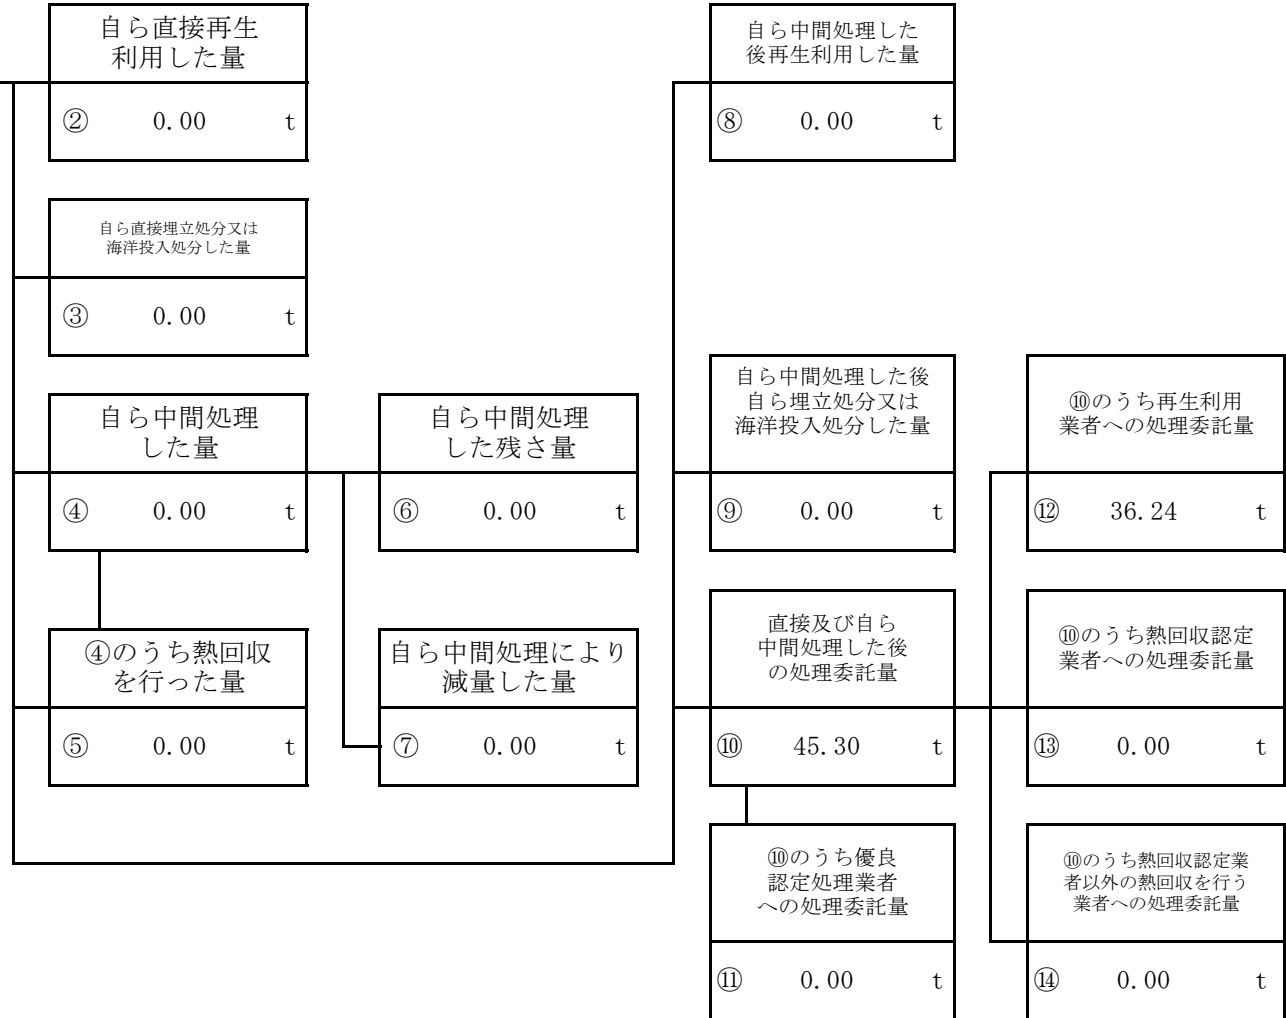 自ら直接再生
利用した量
② 0.00 t
自ら直接埋立処分又は
海洋投入処分した量
③ 0.00 t
自ら中間処理
した量
④ 0.00 t
④のうち熱回収
を行った量
⑤ 0.00 t
自ら中間処理
した残さ量
⑥ 0.00 t
自ら中間処理により
減量した量
⑦ 0.00 t
自ら中間処理した
後再生利用した量
⑧ 0.00 t
自ら中間処理した後
自ら埋立処分又は
海洋投入処分した量
⑨ 0.00 t
直接及び自ら
中間処理した後
の処理委託量
⑩ 45.30 t
⑩のうち優良
認定処理業者
への処理委託量
⑪ 0.00 t
⑩のうち再生利用
業者への処理委託量
⑫ 36.24 t
⑩のうち熱回収認定
業者への処理委託量
⑬ 0.00 t
⑩のうち熱回収認定業
者以外の熱回収を行う
業者への処理委託量
⑭ 0.00 t